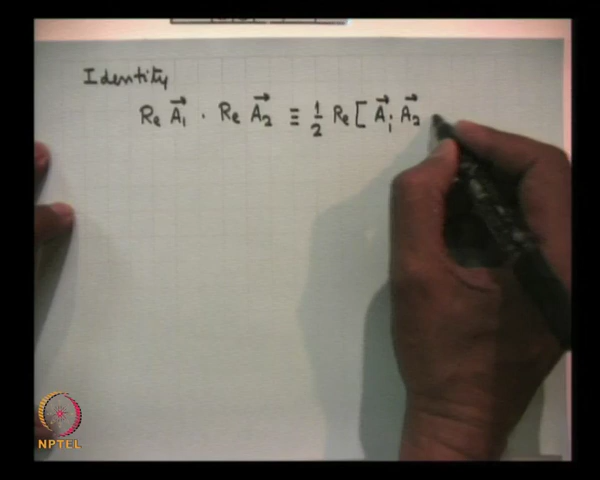 Identity
Re A⃗₁ · Re A⃗₂ ≡ ½ Re [ A⃗₁ · A⃗₂
NPTEL